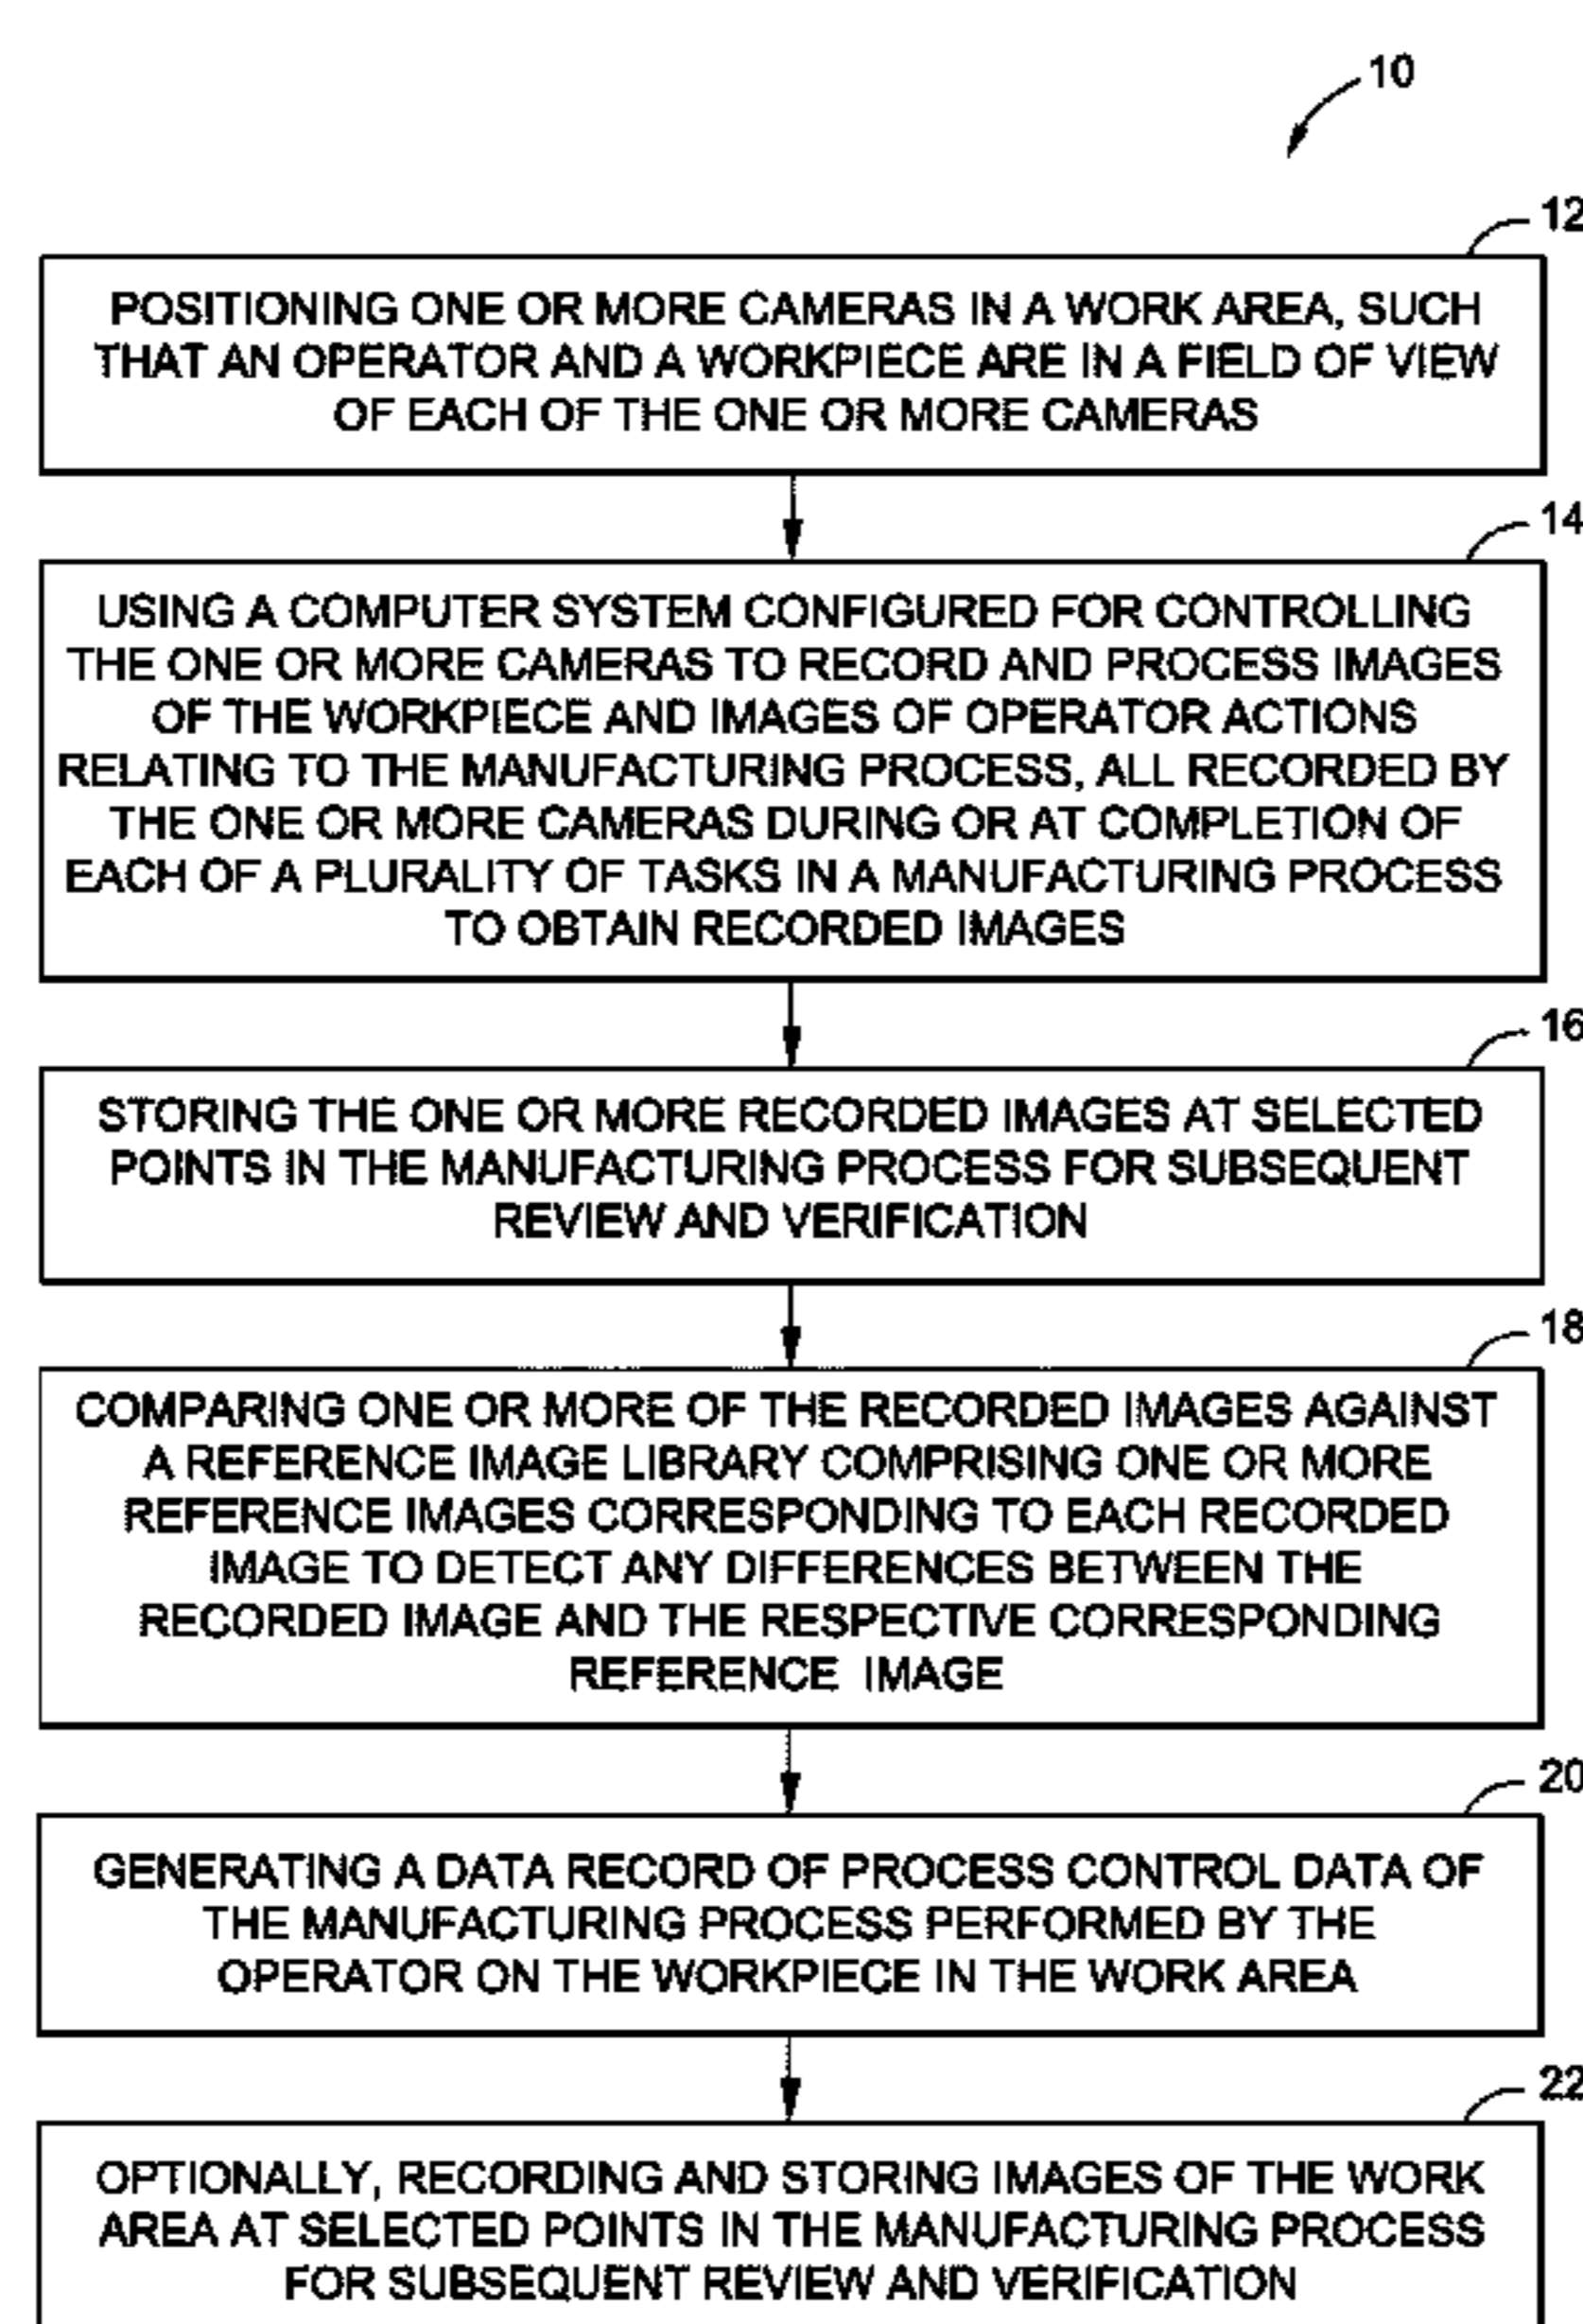 10
12
POSITIONING ONE OR MORE CAMERAS IN A WORK AREA, SUCH
THAT AN OPERATOR AND A WORKPIECE ARE IN A FIELD OF VIEW
OF EACH OF THE ONE OR MORE CAMERAS
14
USING A COMPUTER SYSTEM CONFIGURED FOR CONTROLLING
THE ONE OR MORE CAMERAS TO RECORD AND PROCESS IMAGES
OF THE WORKPIECE AND IMAGES OF OPERATOR ACTIONS
RELATING TO THE MANUFACTURING PROCESS, ALL RECORDED BY
THE ONE OR MORE CAMERAS DURING OR AT COMPLETION OF
EACH OF A PLURALITY OF TASKS IN A MANUFACTURING PROCESS
TO OBTAIN RECORDED IMAGES
16
STORING THE ONE OR MORE RECORDED IMAGES AT SELECTED
POINTS IN THE MANUFACTURING PROCESS FOR SUBSEQUENT
REVIEW AND VERIFICATION
18
COMPARING ONE OR MORE OF THE RECORDED IMAGES AGAINST
A REFERENCE IMAGE LIBRARY COMPRISING ONE OR MORE
REFERENCE IMAGES CORRESPONDING TO EACH RECORDED
IMAGE TO DETECT ANY DIFFERENCES BETWEEN THE
RECORDED IMAGE AND THE RESPECTIVE CORRESPONDING
REFERENCE IMAGE
20
GENERATING A DATA RECORD OF PROCESS CONTROL DATA OF
THE MANUFACTURING PROCESS PERFORMED BY THE
OPERATOR ON THE WORKPIECE IN THE WORK AREA
22
OPTIONALLY, RECORDING AND STORING IMAGES OF THE WORK
AREA AT SELECTED POINTS IN THE MANUFACTURING PROCESS
FOR SUBSEQUENT REVIEW AND VERIFICATION